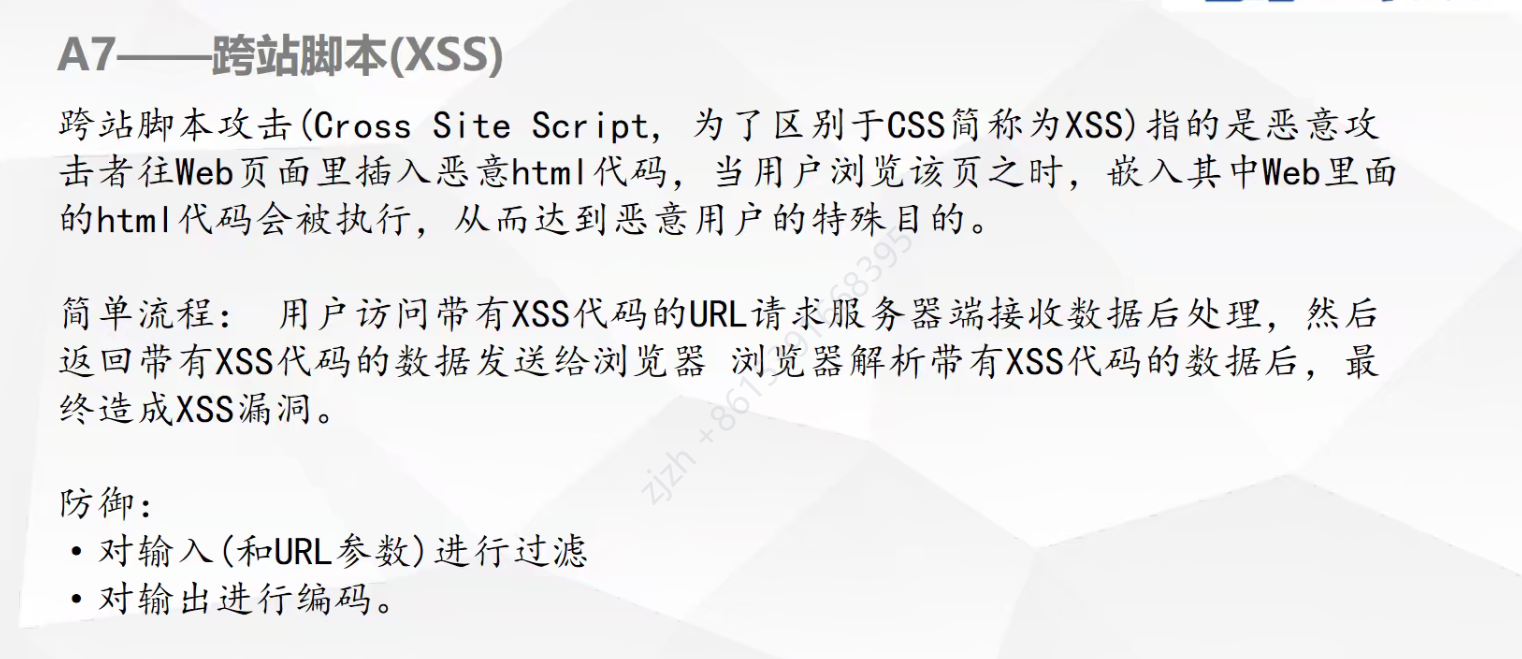 A7——跨站脚本(XSS)
跨站脚本攻击(Cross Site Script, 为了区别于CSS简称为XSS)指的是恶意攻
击者往Web页面里插入恶意html代码，当用户浏览该页之时，嵌入其中Web里面
的html代码会被执行，从而达到恶意用户的特殊目的。
简单流程： 用户访问带有XSS代码的URL请求服务器端接收数据后处理，然后
返回带有XSS代码的数据发送给浏览器 浏览器解析带有XSS代码的数据后，最
终造成XSS漏洞。
防御：
• 对输入(和URL参数)进行过滤
• 对输出进行编码。